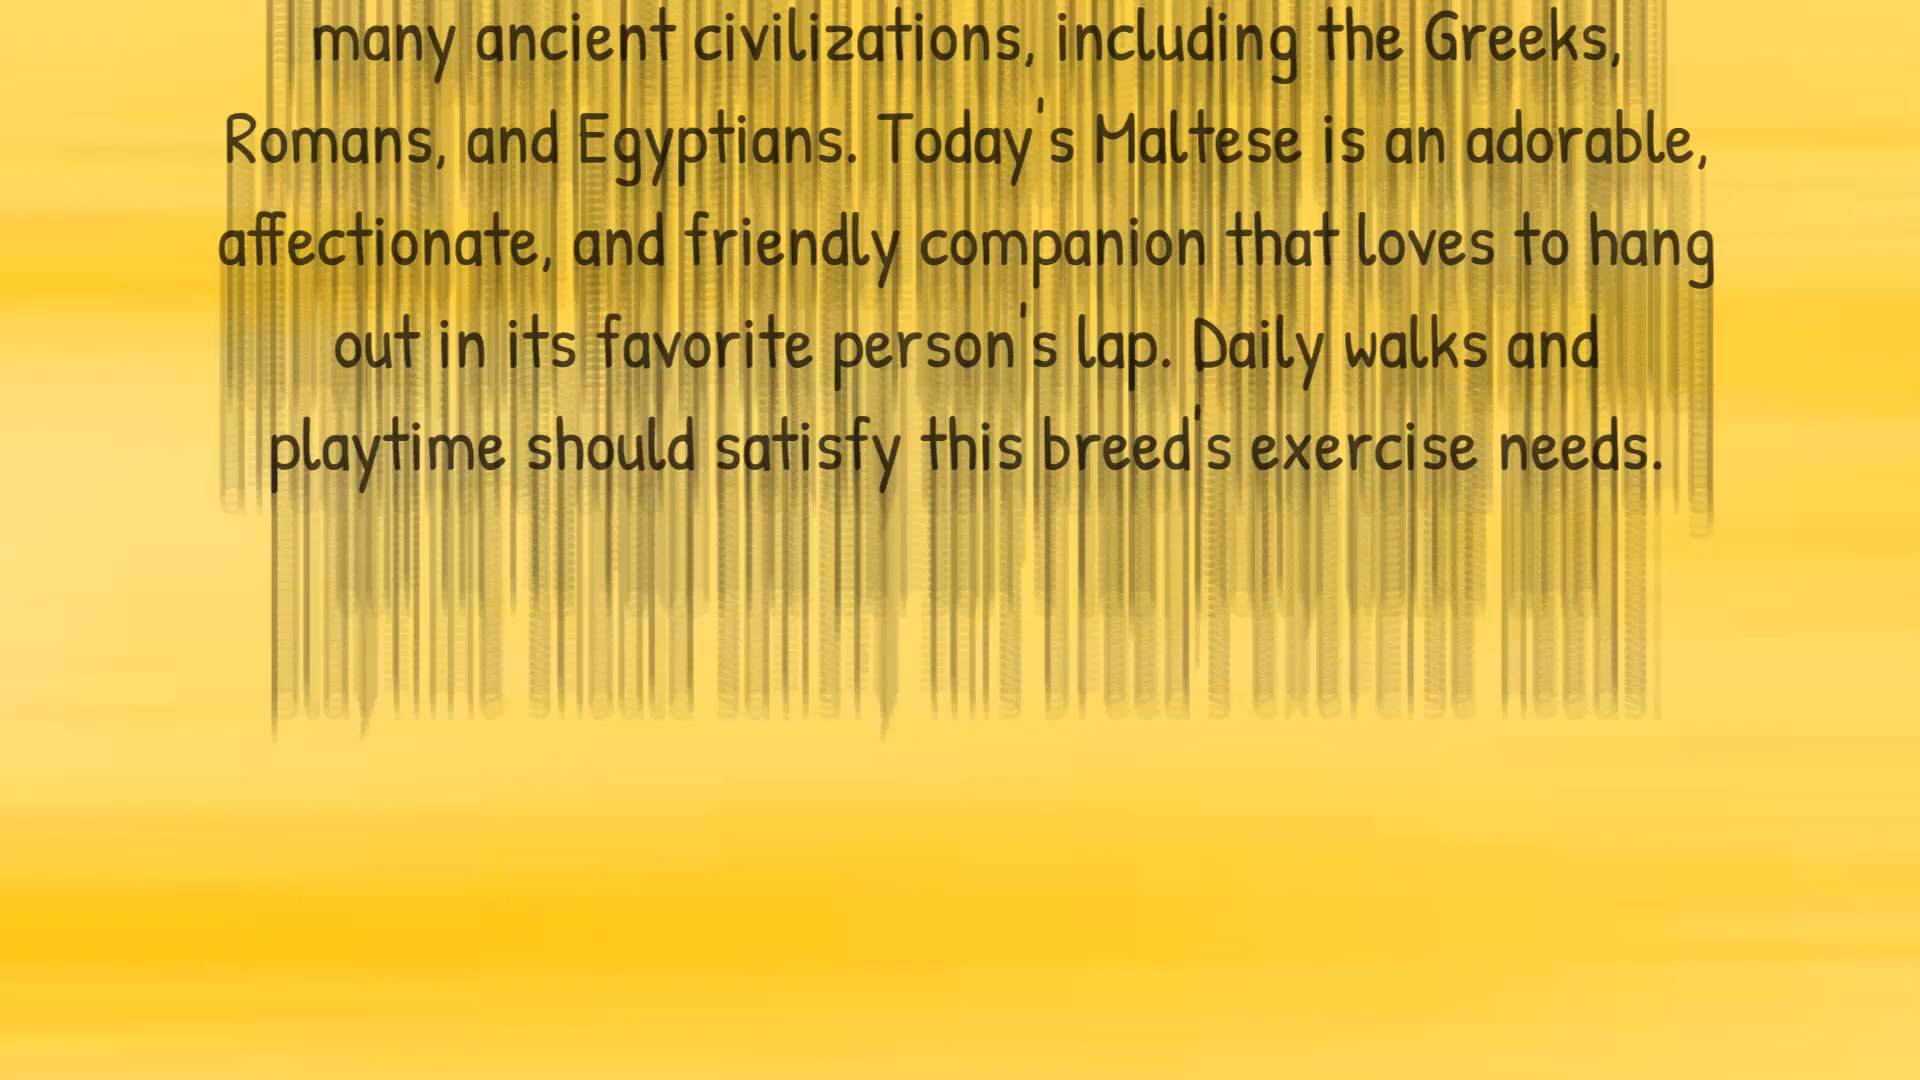 many ancient civilizations, including the Greeks,
Romans, and Egyptians. Today's Maltese is an adorable,
affectionate, and friendly companion that loves to hang
out in its favorite person's lap. Daily walks and
playtime should satisfy this breed's exercise needs.